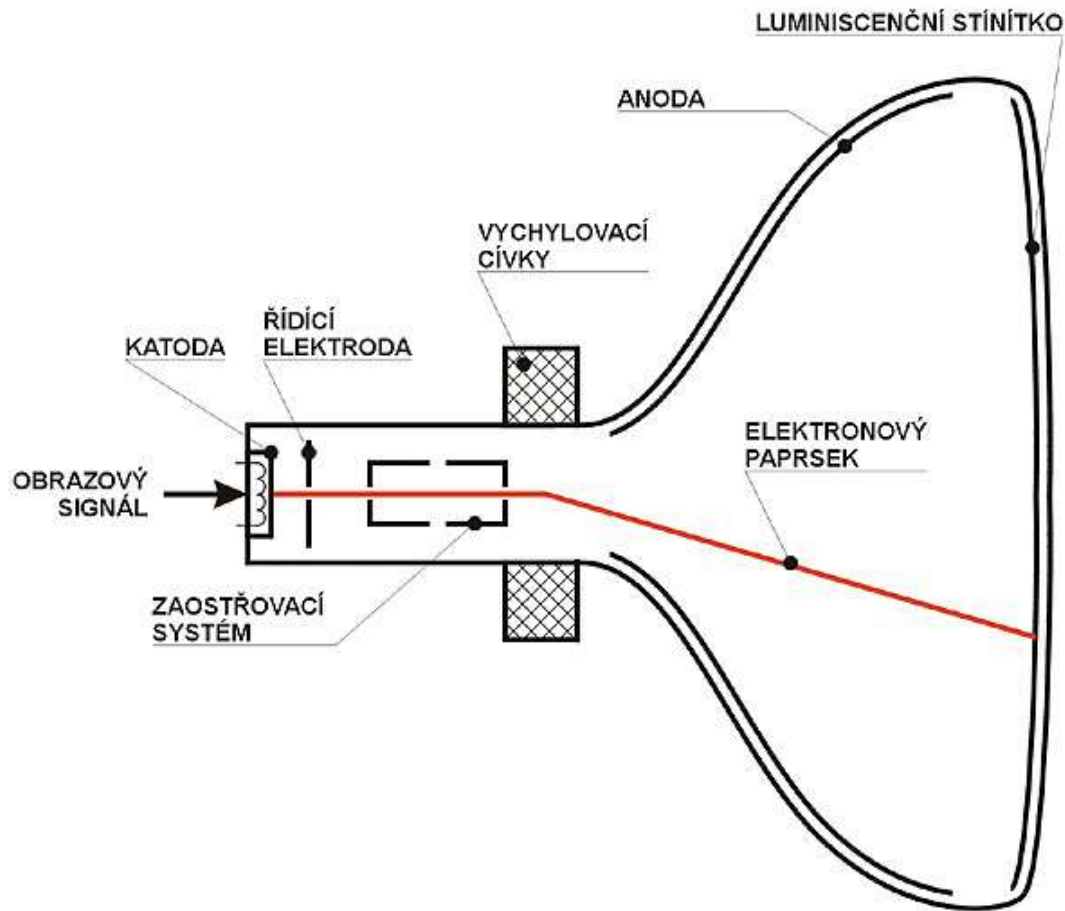 LUMINISCENČNÍ STÍNÍTKO
ANODA
VYCHYLOVACÍ
CÍVKY
ŘÍDÍCÍ
ELEKTRODA
KATODA
ELEKTRONOVÝ
PAPRSEK
OBRAZOVÝ
SIGNÁL
ZAOSTŘOVACÍ
SYSTÉM